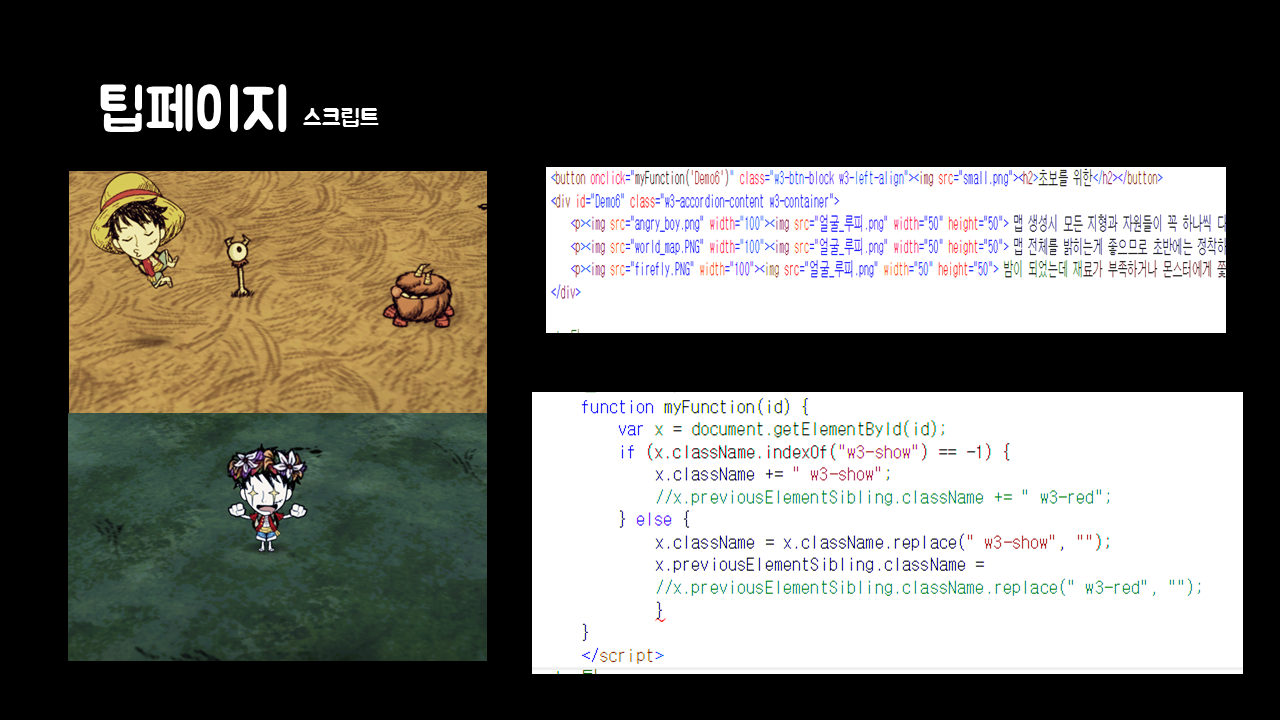 팁페이지 스크립트
<button onclick="myFunction('Demo6')" class="w3-btn-block w3-left-align"><img src="small.png"><h2>초보를 위한</h2></button>
<div id="Demo6" class="w3-accordion-content w3-container">
<p><img src="angry_boy.png" width="100"><img src="얼굴_루피.png" width="50" height="50"> 맵 생성시 모든 지형과 자원들이 꼭 하나씩
<p><img src="world_map.PNG" width="100"><img src="얼굴_루피.png" width="50" height="50"> 맵 전체를 밝히는게 좋으므로 초반에는
<p><img src="firefly.PNG" width="100"><img src="얼굴_루피.png" width="50" height="50"> 밤이 되었는데 재료가 부족하거나 몬스터에게
</div>
function myFunction(id) {
var x = document.getElementById(id);
if (x.className.indexOf("w3-show") == -1) {
x.className += " w3-show";
//x.previousElementSibling.className += " w3-red";
} else {
x.className = x.className.replace(" w3-show", "");
x.previousElementSibling.className =
//x.previousElementSibling.className.replace(" w3-red", "");
}
}
</script>